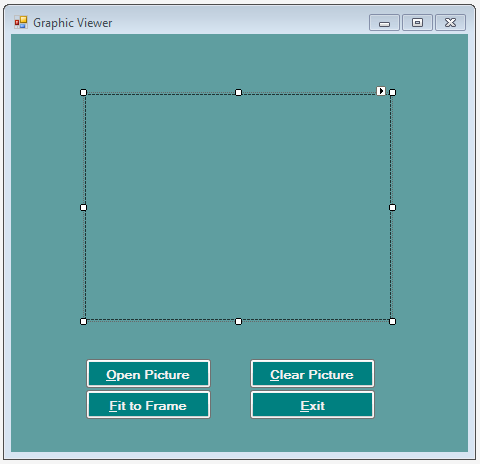 Graphic Viewer
Open Picture
Clear Picture
Fit to Frame
Exit